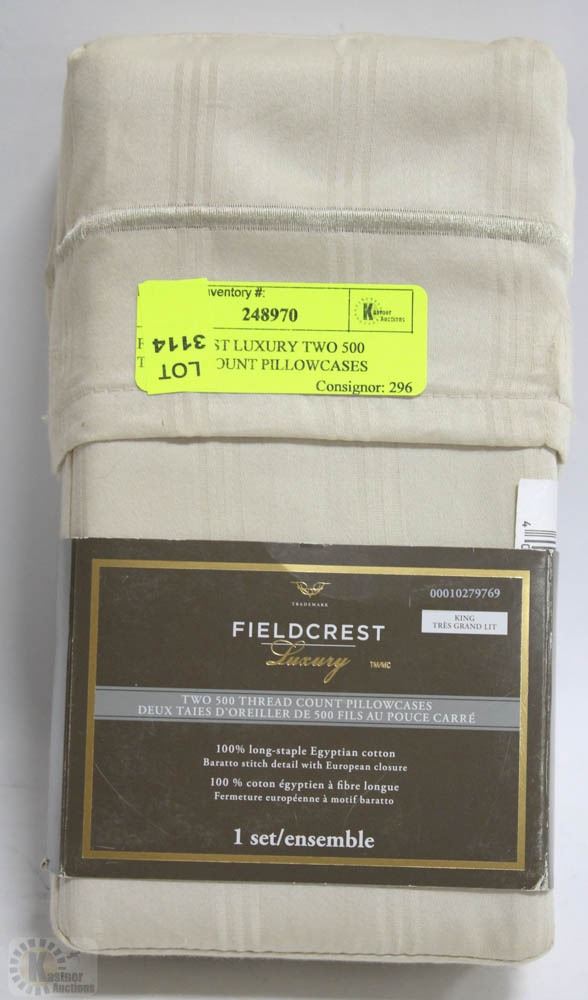 nventory #:
248970
Kastner
Auctions
ST LUXURY TWO 500
OUNT PILLOWCASES
LOT
3114
Consignor: 296
4
TRADEMARK
00010279769
KING
TRÈS GRAND LIT
FIELDCREST
Luxury TM/MC
TWO 500 THREAD COUNT PILLOWCASES
DEUX TAIES D'OREILLER DE 500 FILS AU POUCE CARRÉ
100% long-staple Egyptian cotton
Baratto stitch detail with European closure
100 % coton égyptien à fibre longue
Fermeture européenne à motif baratto
1 set/ensemble
Kastner
Auctions